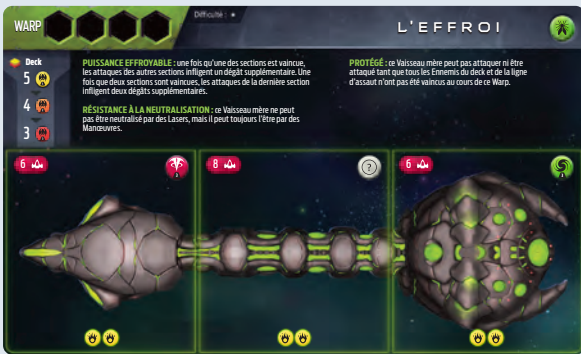 WARP
Difficulté :
L'EFFROI
Deck
5
4
3
PUISSANCE EFFROYABLE : une fois qu'une des sections est vaincue,
les attaques des autres sections infligent un dégât supplémentaire. Une
fois que deux sections sont vaincues, les attaques de la dernière section
infligent deux dégâts supplémentaires.
RÉSISTANCE À LA NEUTRALISATION : ce Vaisseau mère ne peut
pas être neutralisé par des Lasers, mais il peut toujours l'être par des
Manœuvres.
PROTÉGÉ : ce Vaisseau mère peut pas attaquer ni être
attaqué tant que tous les Ennemis du deck et de la ligne
d'assaut n'ont pas été vaincus au cours de ce Warp.
6
8
?
6